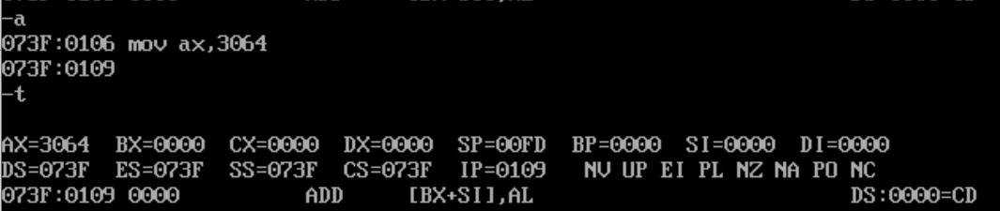 -a
073F:0106 mov ax,3064
073F:0109
-t
AX=3064 BX=0000 CX=0000 DX=0000 SP=00FD BP=0000 SI=0000 DI=0000
DS=073F ES=073F SS=073F CS=073F IP=0109 NV UP EI PL NZ NA PO NC
073F:0109 0000 ADD [BX+SI],AL DS:0000=CD